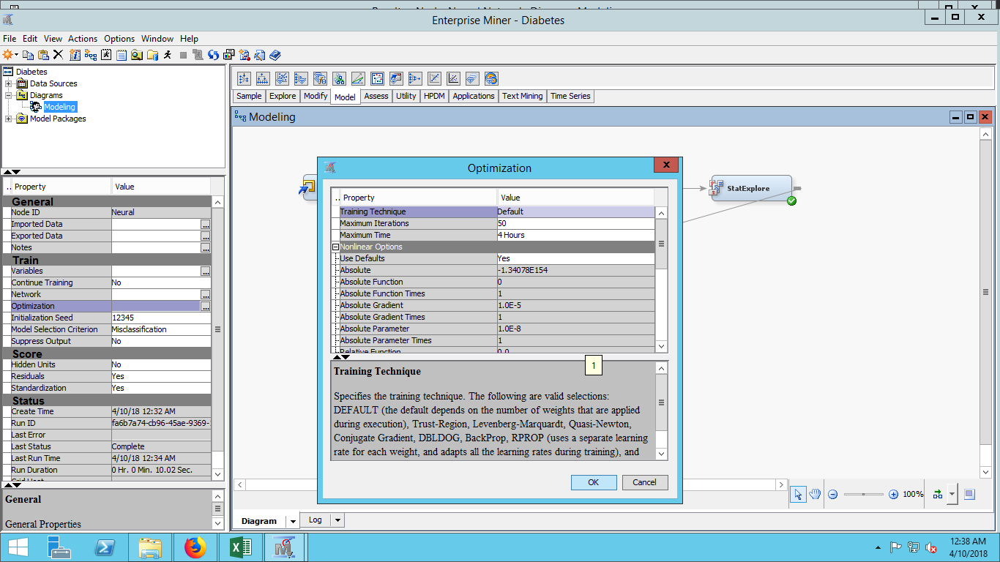 Enterprise Miner - Diabetes
File Edit View Actions Options Window Help
Diabetes
Data Sources
Diagrams
Modeling
Model Packages
.. Property Value
General
Node ID Neural
Imported Data ...
Exported Data ...
Notes ...
Train
Variables ...
Continue Training No
Network ...
Optimization ...
Initialization Seed 12345
Model Selection Criterion Misclassification
Suppress Output No
Score
Hidden Units No
Residuals Yes
Standardization Yes
Status
Create Time 4/10/18 12:32 AM
Run ID fa6b7a74-cb96-45ae-9369-
Last Error
Last Status Complete
Last Run Time 4/10/18 12:34 AM
Run Duration 0 Hr. 0 Min. 10.02 Sec.
General
General Properties
Sample Explore Modify Model Assess Utility HPDM Applications Text Mining Time Series
Modeling
StatExplore
Optimization
.. Property Value
Training Technique Default
Maximum Iterations 50
Maximum Time 4 Hours
Nonlinear Options
Use Defaults Yes
Absolute -1.34078E154
Absolute Function 0
Absolute Function Times 1
Absolute Gradient 1.0E-5
Absolute Gradient Times 1
Absolute Parameter 1.0E-8
Absolute Parameter Times 1
Relative Function 0.0
1
Training Technique
Specifies the training technique. The following are valid selections:
DEFAULT (the default depends on the number of weights that are applied
during execution), Trust-Region, Levenberg-Marquardt, Quasi-Newton,
Conjugate Gradient, DBLDOG, BackProp, RPROP (uses a separate learning
rate for each weight, and adapts all the learning rates during training), and
OK Cancel
100%
Diagram Log
12:38 AM
4/10/2018